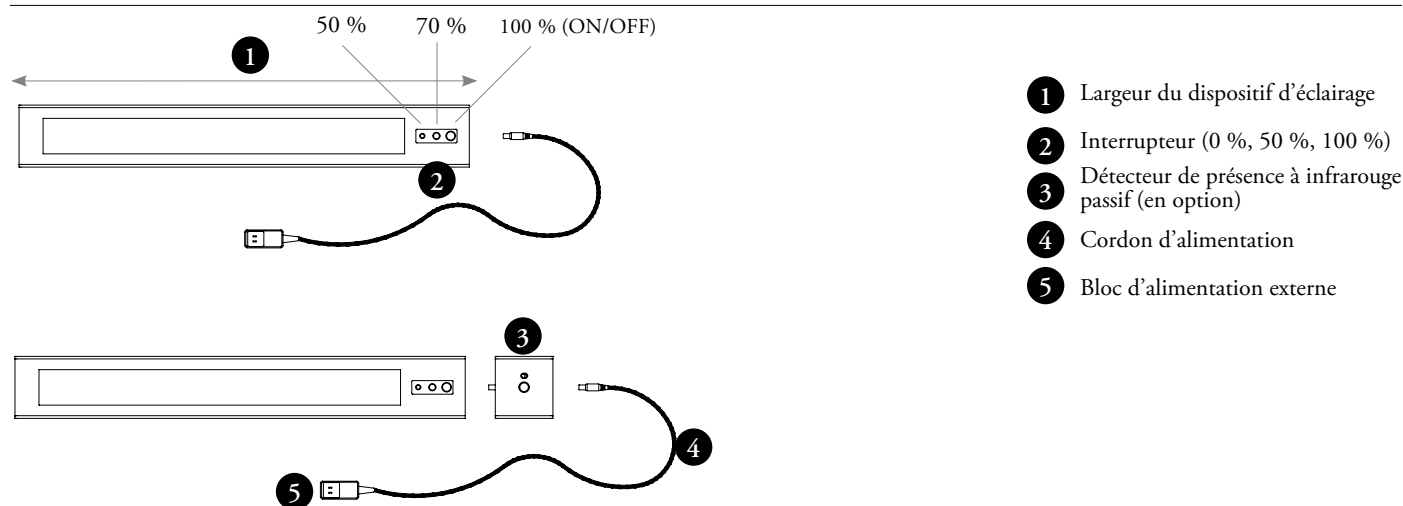 50 % 70 % 100 % (ON/OFF)
1
2
3
4
5
1 Largeur du dispositif d’éclairage
2 Interrupteur (0 %, 50 %, 100 %)
3 Détecteur de présence à infrarouge
passif (en option)
4 Cordon d’alimentation
5 Bloc d’alimentation externe